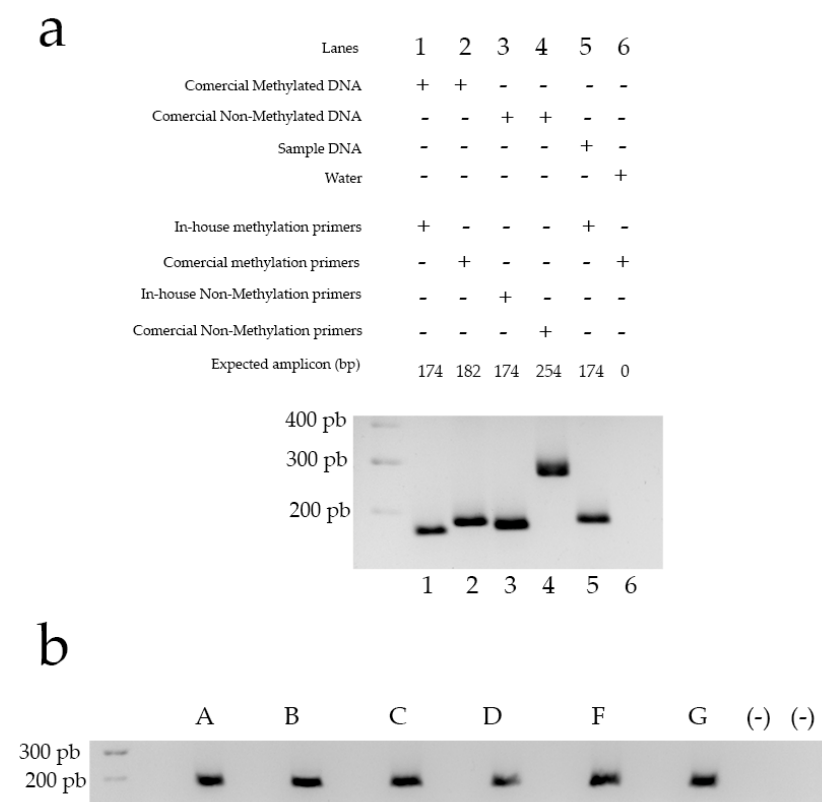 a
Lanes 1 2 3 4 5 6
Comercial Methylated DNA + + - - - -
Comercial Non-Methylated DNA - - + + - -
Sample DNA - - - - + -
Water - - - - - +
In-house methylation primers + - - - + -
Comercial methylation primers - + - - - +
In-house Non-Methylation primers - - + - - -
Comercial Non-Methylation primers - - - + - -
Expected amplicon (bp) 174 182 174 254 174 0
400 pb
300 pb
200 pb
1 2 3 4 5 6
b
A B C D F G (-) (-)
300 pb
200 pb